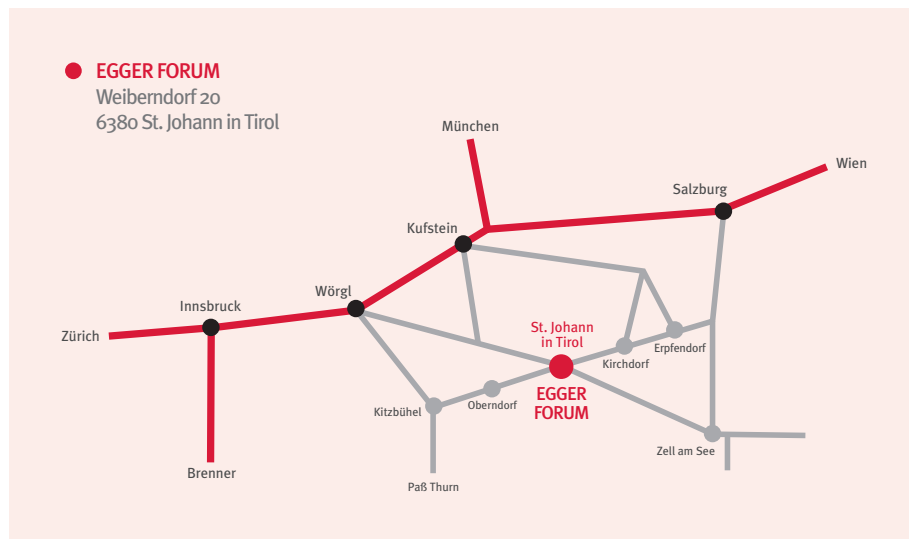 EGGER FORUM
Weiberndorf 20
6380 St. Johann in Tirol
München
Wien
Salzburg
Kufstein
Wörgl
Innsbruck
Zürich
St. Johann
in Tirol
Erpfendorf
Kirchdorf
EGGER
FORUM
Oberndorf
Kitzbühel
Zell am See
Brenner
Paß Thurn